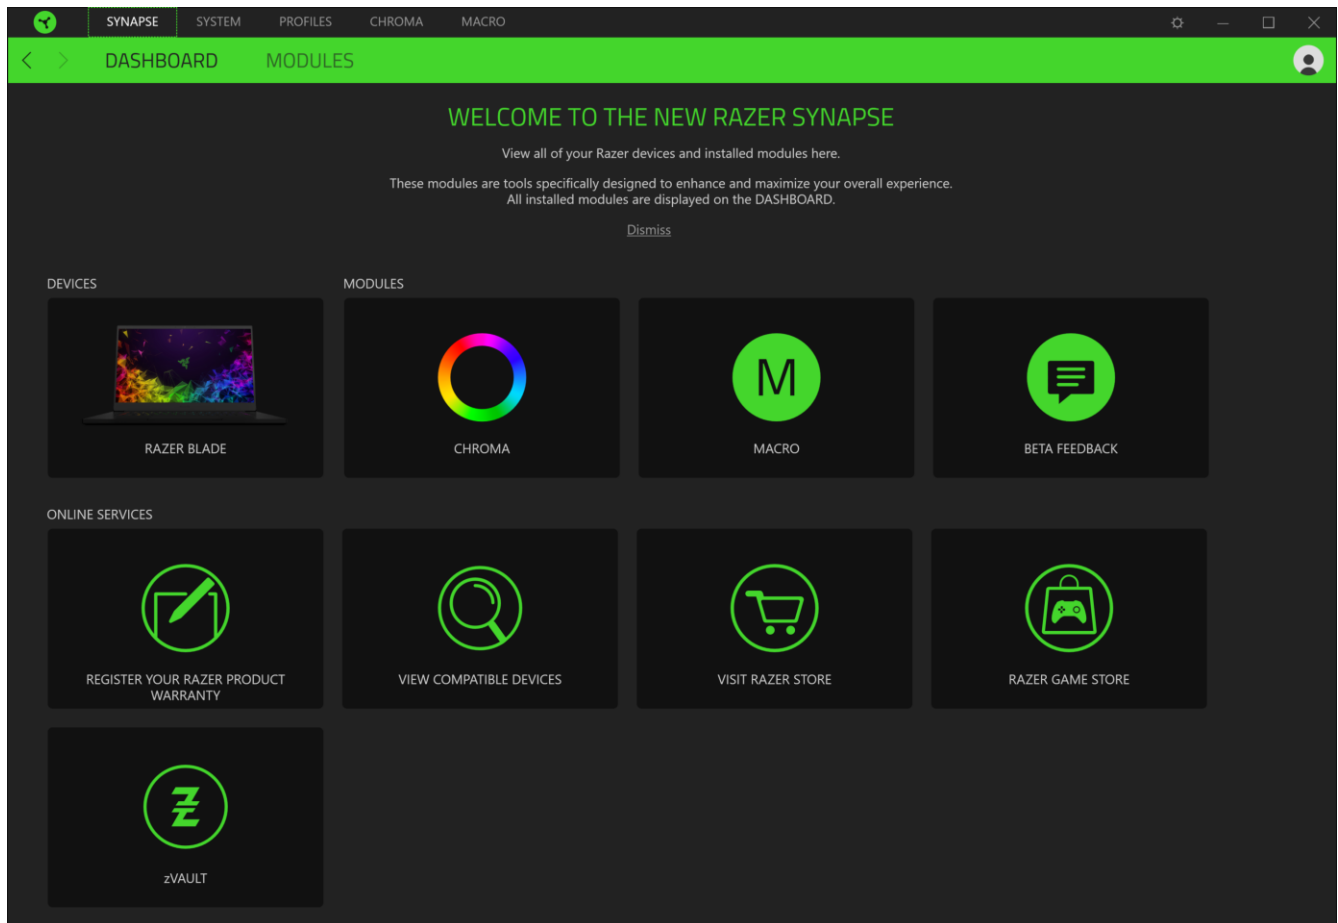 SYNAPSE SYSTEM PROFILES CHROMA MACRO
DASHBOARD MODULES
WELCOME TO THE NEW RAZER SYNAPSE
View all of your Razer devices and installed modules here.
These modules are tools specifically designed to enhance and maximize your overall experience.
All installed modules are displayed on the DASHBOARD.
Dismiss
DEVICES MODULES
M
RAZER BLADE CHROMA MACRO BETA FEEDBACK
ONLINE SERVICES
REGISTER YOUR RAZER PRODUCT
WARRANTY
VIEW COMPATIBLE DEVICES
VISIT RAZER STORE
RAZER GAME STORE
zVAULT